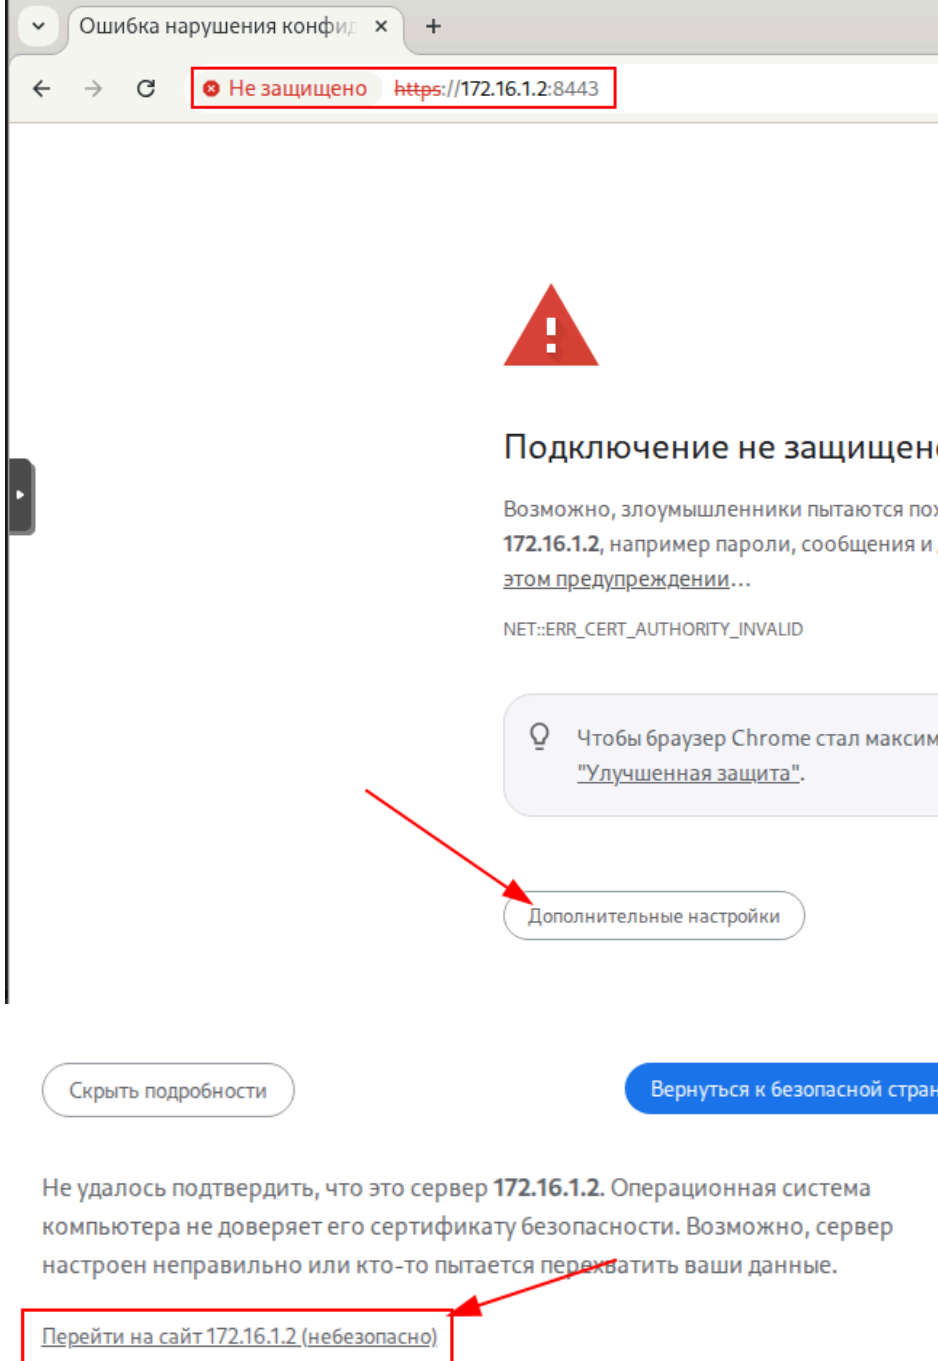 Ошибка нарушения конфид
Не защищено https://172.16.1.2:8443
Подключение не защищено
Возможно, злоумышленники пытаются
172.16.1.2, например пароли, сообщения и
этом предупреждении...
NET::ERR_CERT_AUTHORITY_INVALID
Чтобы браузер Chrome стал
"Улучшенная защита".
Дополнительные настройки
Скрыть подробности
Вернуться к безопасной
Не удалось подтвердить, что это сервер 172.16.1.2. Операционная система
компьютера не доверяет его сертификату безопасности. Возможно, сервер
настроен неправильно или кто-то пытается перехватить ваши данные.
Перейти на сайт 172.16.1.2 (небезопасно)